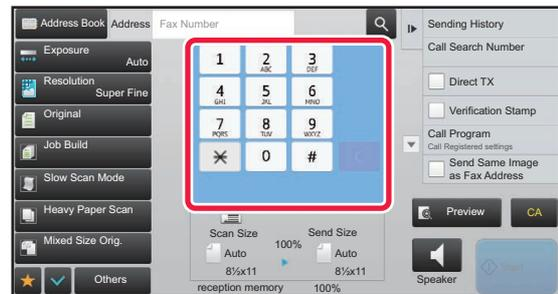 Address Book
Address
Fax Number
Sending History
Call Search Number
Direct TX
Verification Stamp
Call Program
Call Registered settings
Send Same Image
as Fax Address
Exposure
Auto
Resolution
Super Fine
Original
Job Build
Slow Scan Mode
Heavy Paper Scan
Mixed Size Orig.
Others
1
2
ABC
3
DEF
4
GHI
5
JKL
6
MNO
7
PQRS
8
TUV
9
WXYZ
0
#
C
Scan Size
100%
Send Size
Auto
Auto
8½x11
8½x11
reception memory
100%
Preview
CA
Speaker
Start